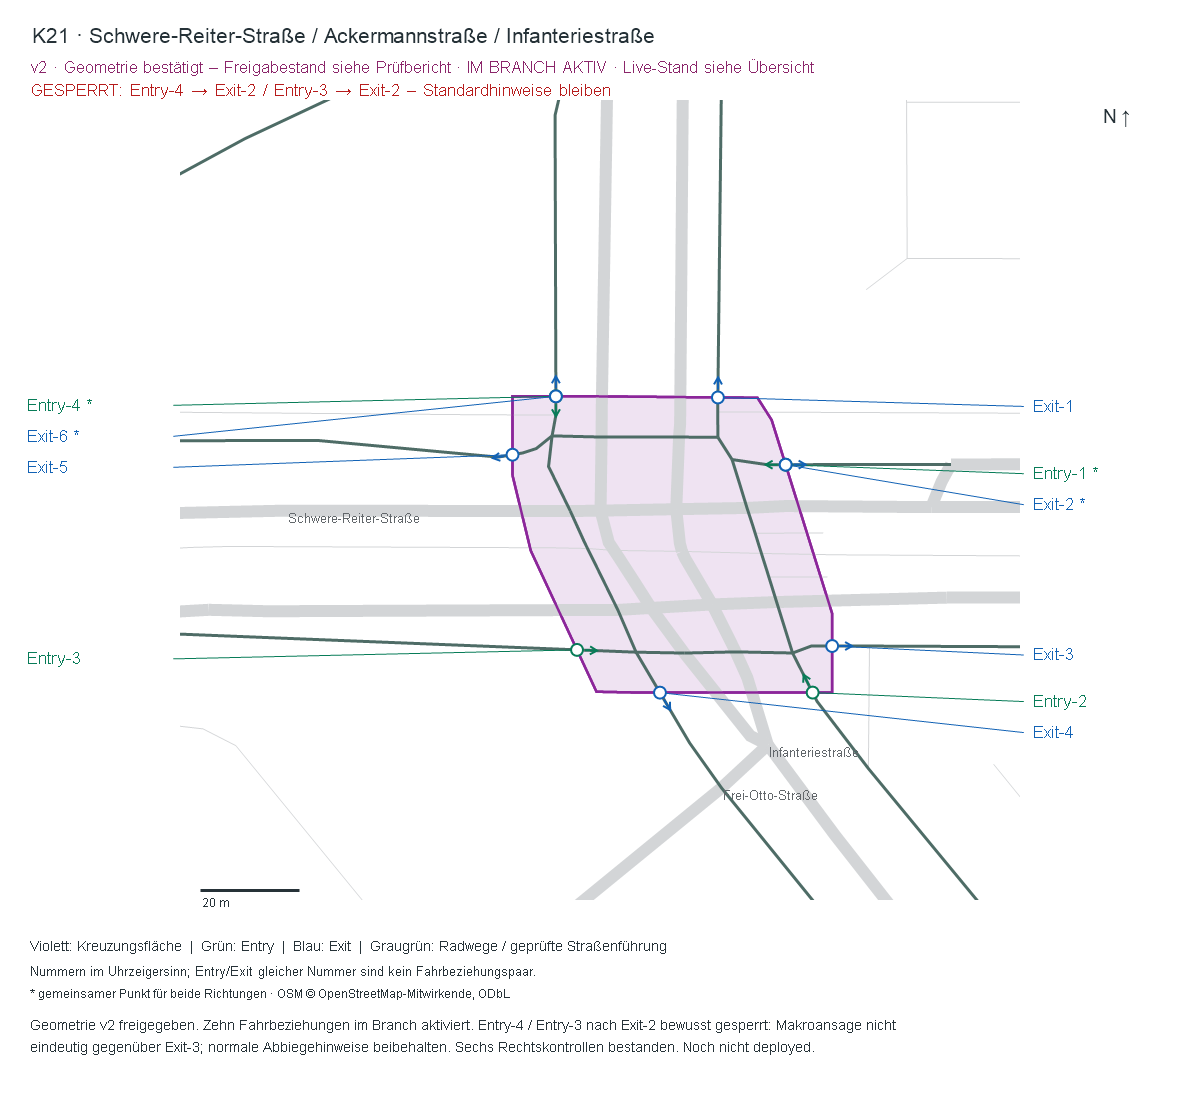 K21 · Schwere-Reiter-Straße / Ackermannstraße / Infanteriestraße
v2 · Geometrie bestätigt – Freigabestand siehe Prüfbericht · IM BRANCH AKTIV · Live-Stand siehe Übersicht
GESPERRT: Entry-4 → Exit-2 / Entry-3 → Exit-2 – Standardhinweise bleiben
N ↑
Entry-4 *
Exit-6 *
Exit-5
Exit-1
Entry-1 *
Exit-2 *
Schwere-Reiter-Straße
Entry-3
Exit-3
Entry-2
Exit-4
Infanteriestraße
Frei-Otto-Straße
20 m
Violett: Kreuzungsfläche | Grün: Entry | Blau: Exit | Graugrün: Radwege / geprüfte Straßenführung
Nummern im Uhrzeigersinn; Entry/Exit gleicher Nummer sind kein Fahrbeziehungspaar.
* gemeinsamer Punkt für beide Richtungen · OSM © OpenStreetMap-Mitwirkende, ODbL
Geometrie v2 freigegeben. Zehn Fahrbeziehungen im Branch aktiviert. Entry-4 / Entry-3 nach Exit-2 bewusst gesperrt: Makroansage nicht
eindeutig gegenüber Exit-3; normale Abbiegehinweise beibehalten. Sechs Rechtskontrollen bestanden. Noch nicht deployed.